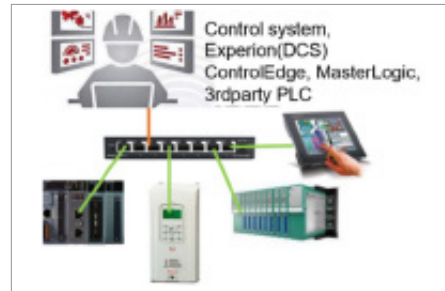 Control system,
Experion(DCS)
ControlEdge, MasterLogic,
3rdparty PLC